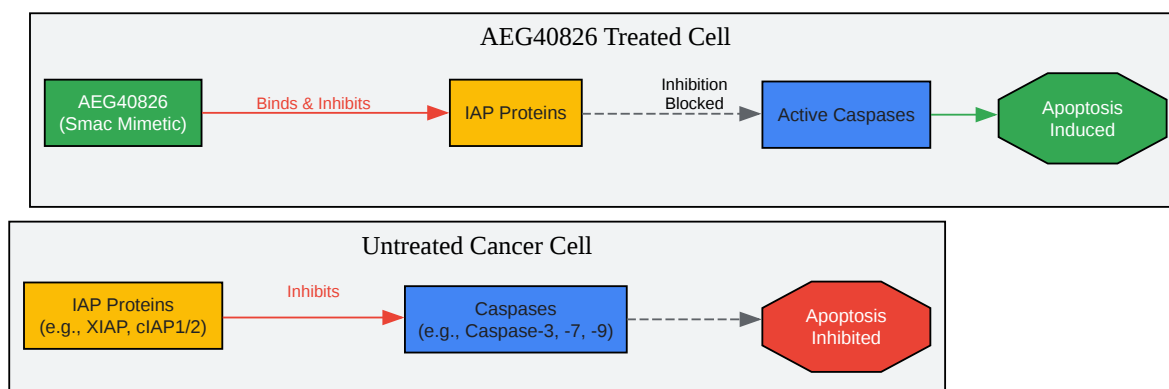 AEG40826 Treated Cell
AEG40826
(Smac Mimetic)
Binds & Inhibits
IAP Proteins
Inhibition
Blocked
Active Caspases
Apoptosis
Induced
Untreated Cancer Cell
IAP Proteins
(e.g., XIAP, cIAP1/2)
Inhibits
Caspases
(e.g., Caspase-3, -7, -9)
Apoptosis
Inhibited